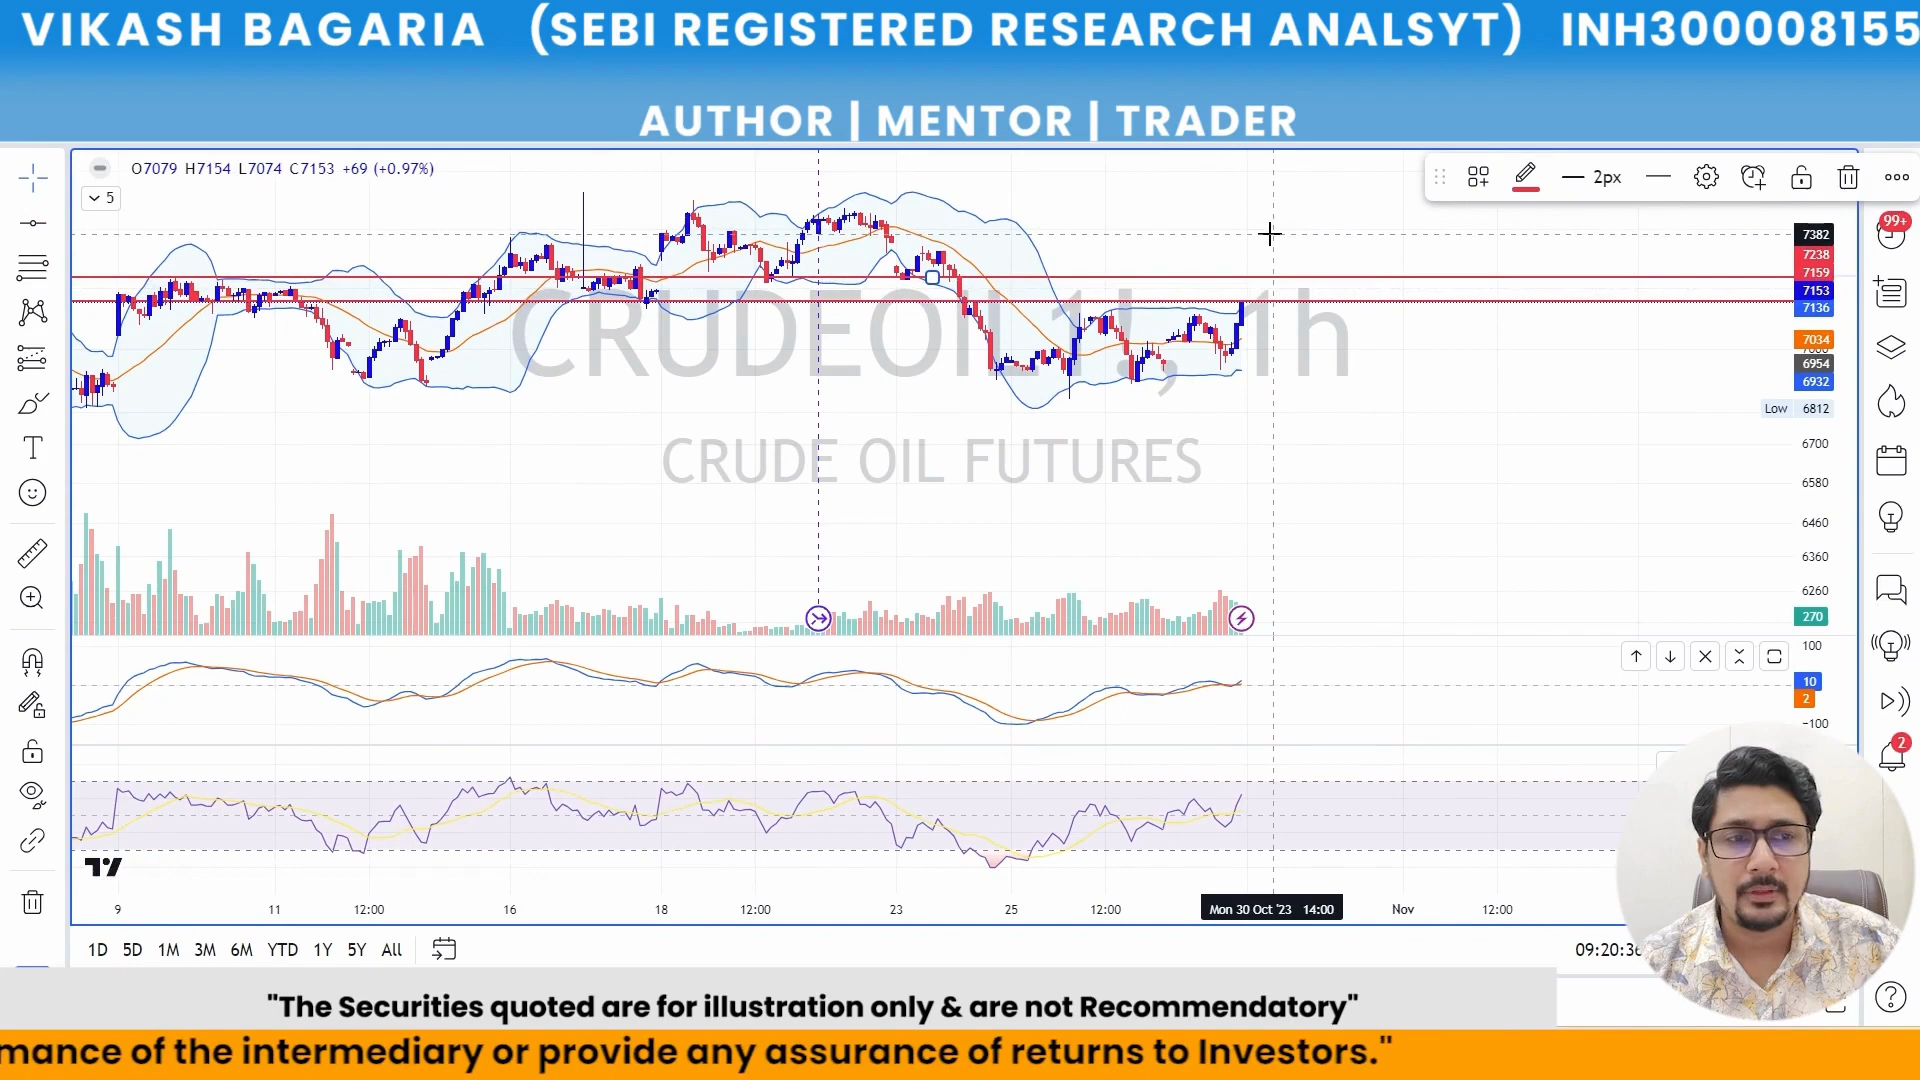 VIKASH BAGARIA (SEBI REGISTERED RESEARCH ANALSYT) INH300008155
AUTHOR | MENTOR | TRADER
O7079 H7154 L7074 C7153 +69 (+0.97%)
5
2px
99+
CRUDEOIL1!, 1h
CRUDE OIL FUTURES
7382
7238
7159
7153
7136
7034
6954
6932
Low 6812
6700
6580
6460
6360
6260
270
100
10
2
−100
2
9 11 12:00 16 18 12:00 23 25 12:00 Mon 30 Oct '23 14:00 Nov 12:00
1D 5D 1M 3M 6M YTD 1Y 5Y All
"The Securities quoted are for illustration only & are not Recommendatory"
mance of the intermediary or provide any assurance of returns to Investors."